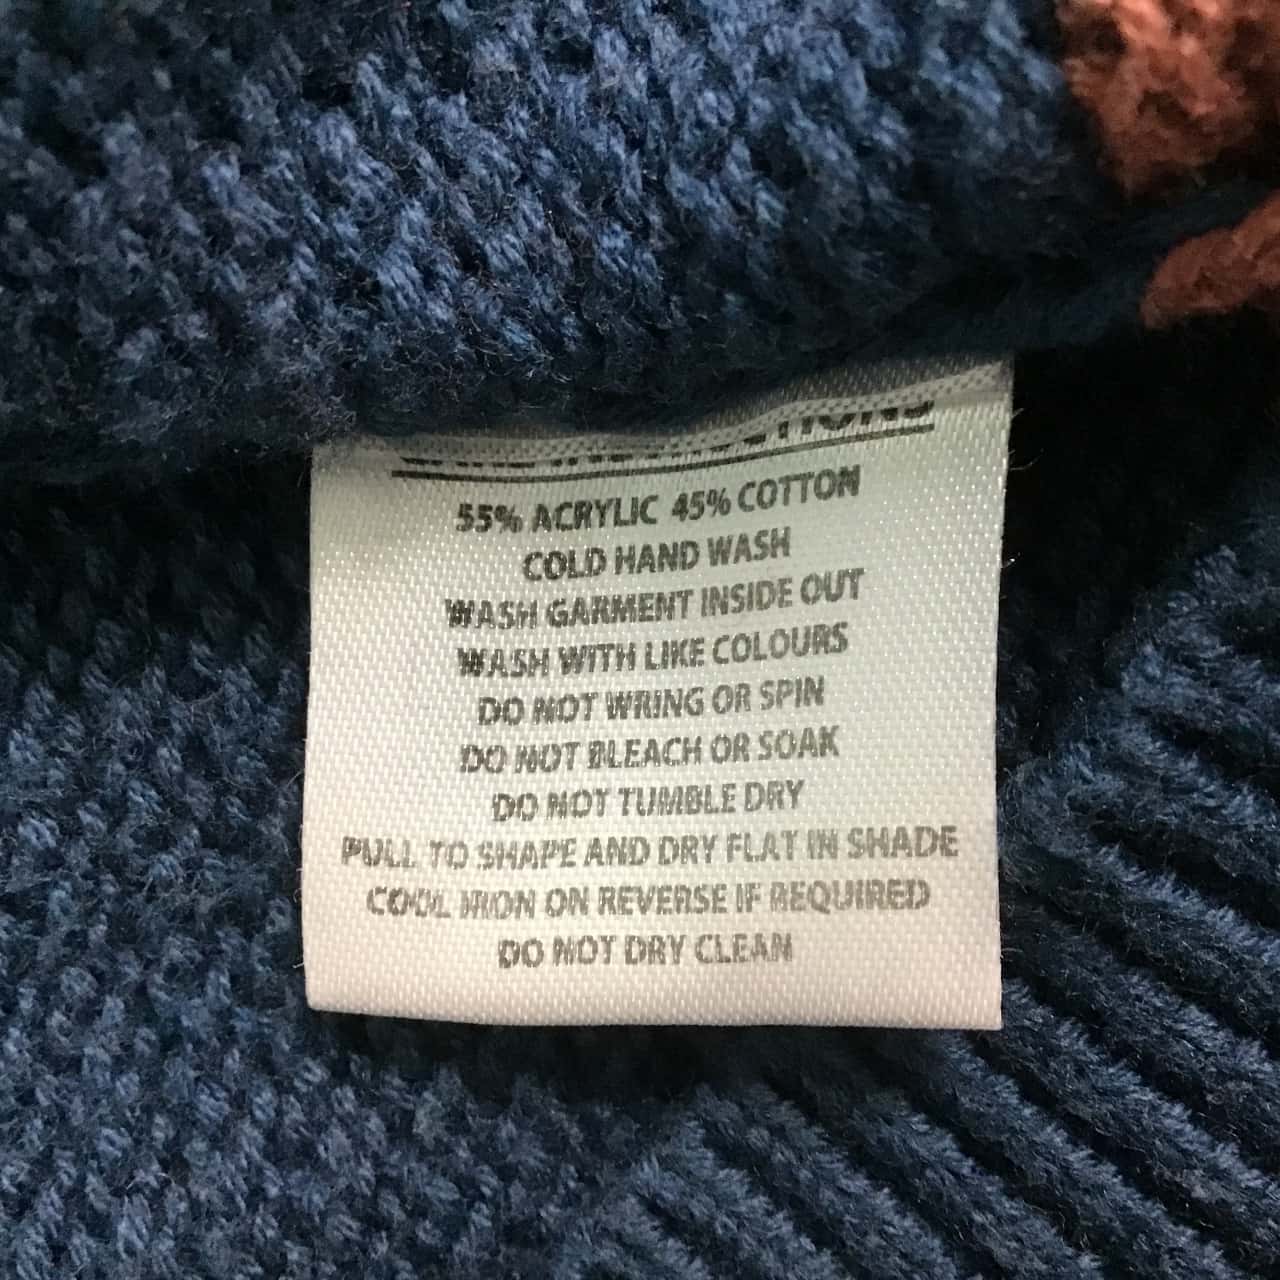 55% ACRYLIC 45% COTTON
COLD HAND WASH
WASH GARMENT INSIDE OUT
WASH WITH LIKE COLOURS
DO NOT WRING OR SPIN
DO NOT BLEACH OR SOAK
DO NOT TUMBLE DRY
PULL TO SHAPE AND DRY FLAT IN SHADE
COOL IRON ON REVERSE IF REQUIRED
DO NOT DRY CLEAN